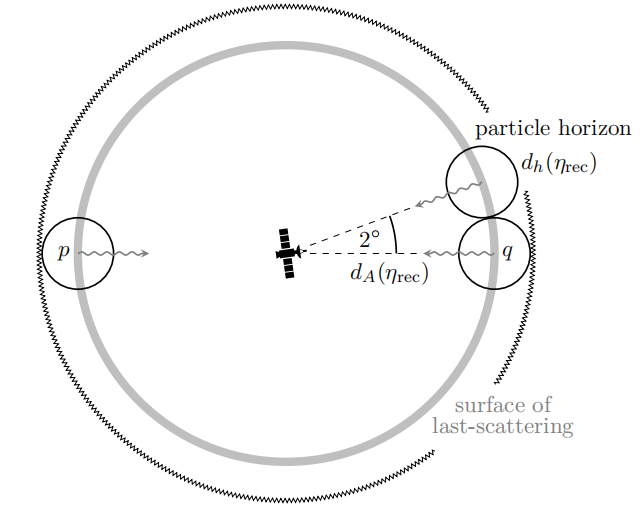 particle horizon
d_h(η_rec)
p
2°
q
d_A(η_rec)
surface of
last-scattering